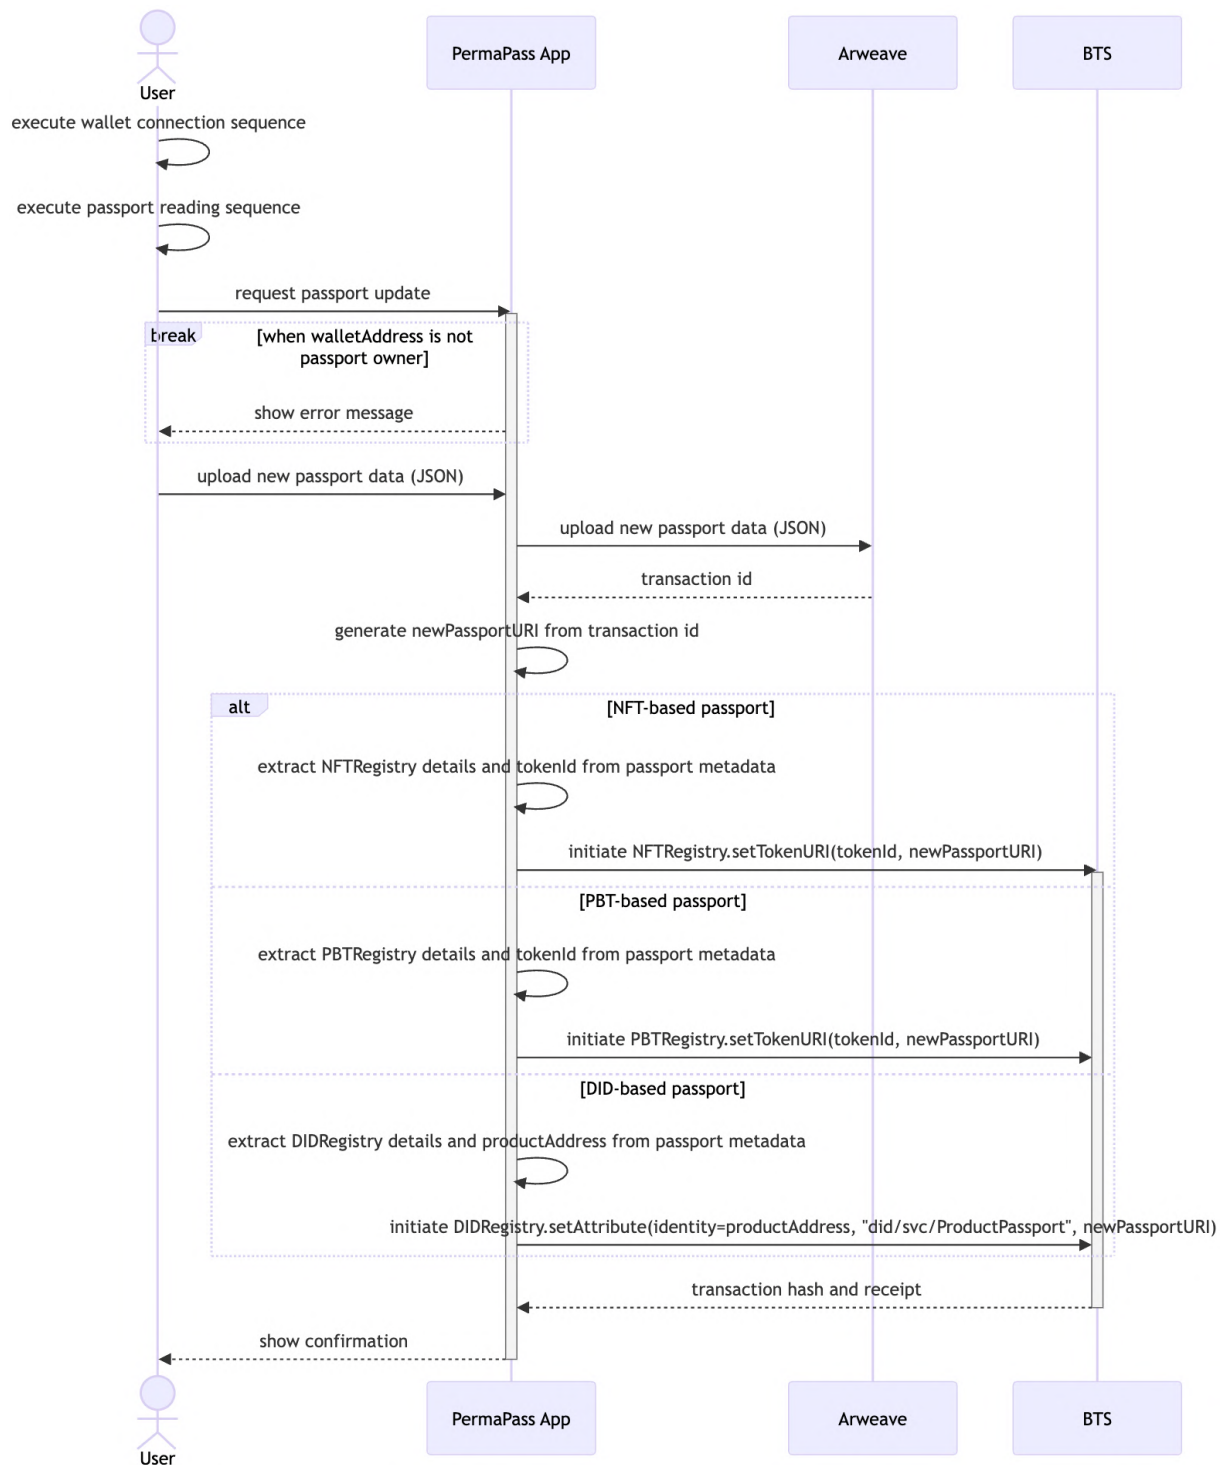 User
PermaPass App
Arweave
BTS
execute wallet connection sequence
execute passport reading sequence
request passport update
break
[when walletAddress is not
passport owner]
show error message
upload new passport data (JSON)
upload new passport data (JSON)
transaction id
generate newPassportURI from transaction id
alt
[NFT-based passport]
extract NFTRegistry details and tokenId from passport metadata
initiate NFTRegistry.setTokenURI(tokenId, newPassportURI)
[PBT-based passport]
extract PBTRegistry details and tokenId from passport metadata
initiate PBTRegistry.setTokenURI(tokenId, newPassportURI)
[DID-based passport]
extract DIDRegistry details and productAddress from passport metadata
initiate DIDRegistry.setAttribute(identity=productAddress, "did/svc/ProductPassport", newPassportURI)
transaction hash and receipt
show confirmation
User
PermaPass App
Arweave
BTS